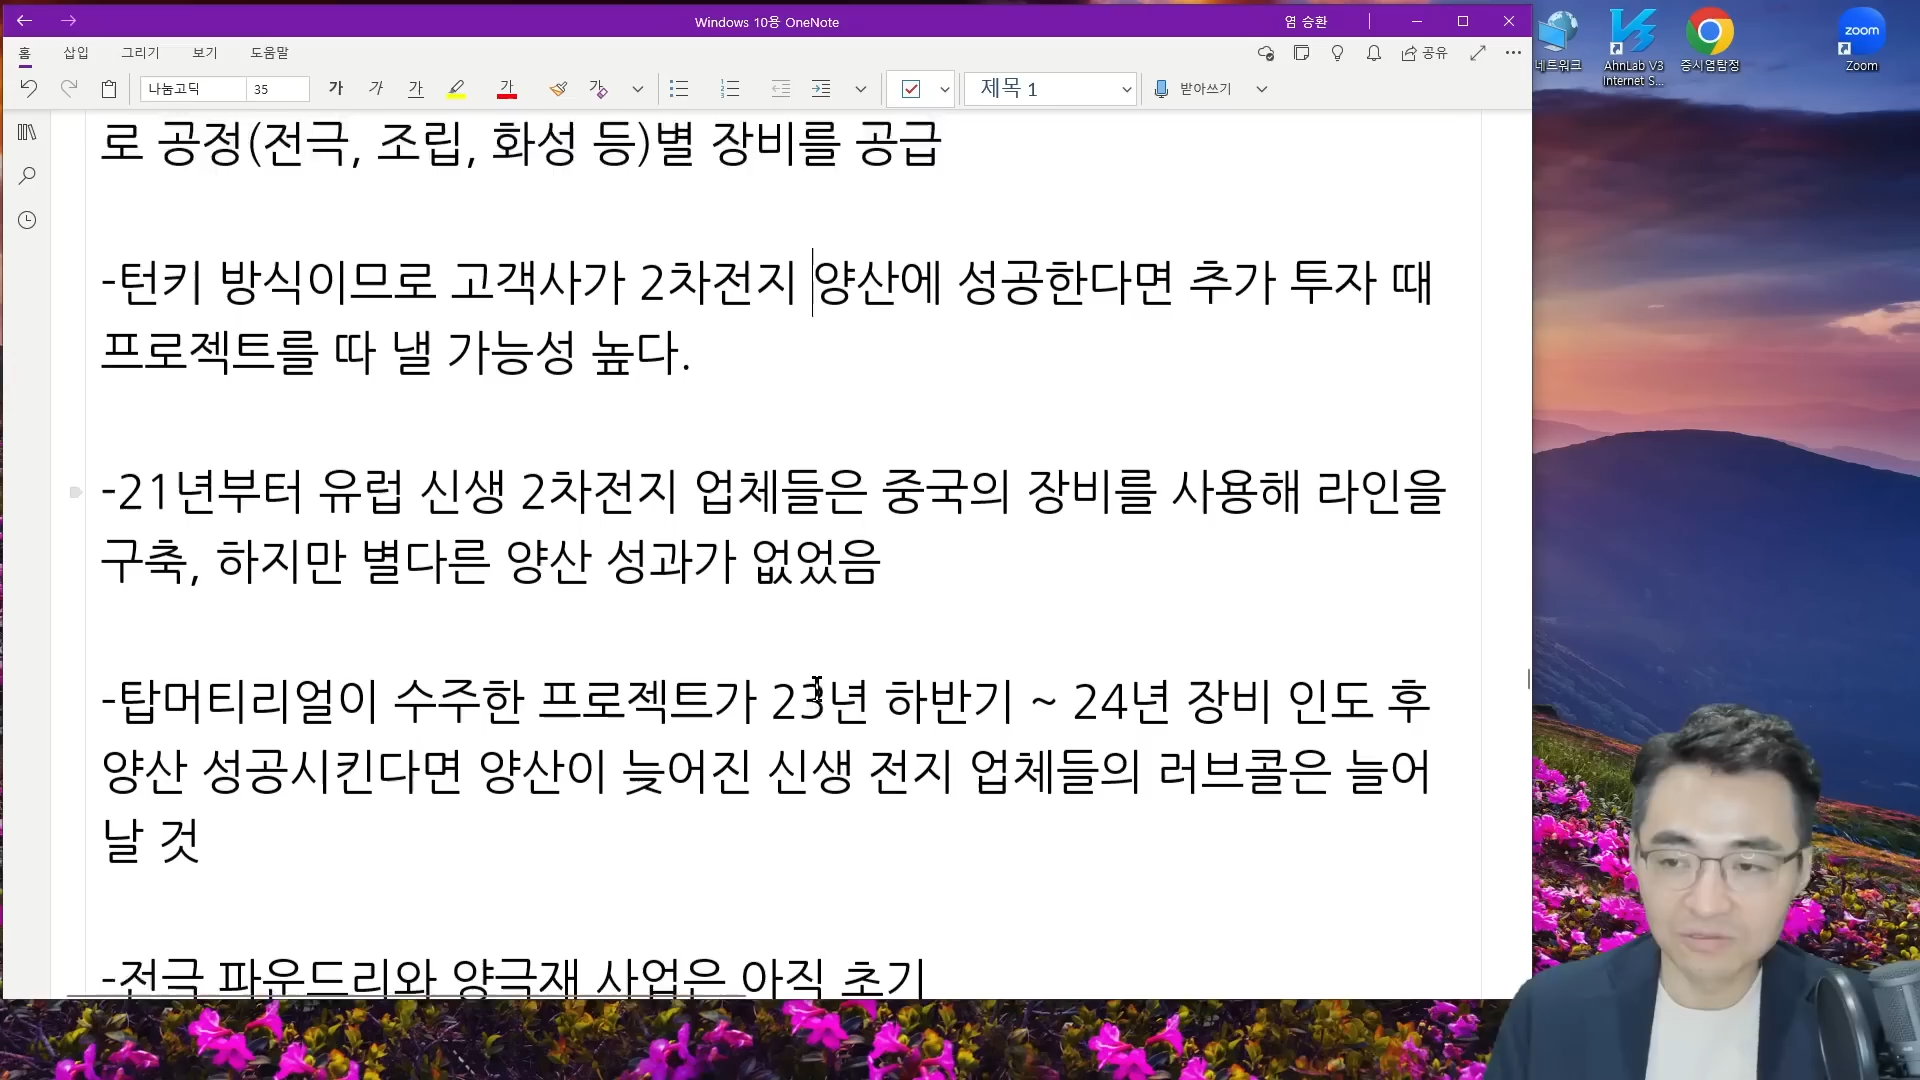 Windows 10용 OneNote
염 승환
홈 삽입 그리기 보기 도움말
공유
나눔고딕 35 가 가 가 가 가 제목 1 받아쓰기
로 공정(전극, 조립, 화성 등)별 장비를 공급
-턴키 방식이므로 고객사가 2차전지 양산에 성공한다면 추가 투자 때
프로젝트를 따 낼 가능성 높다.
-21년부터 유럽 신생 2차전지 업체들은 중국의 장비를 사용해 라인을
구축, 하지만 별다른 양산 성과가 없었음
-탑머티리얼이 수주한 프로젝트가 23년 하반기 ~ 24년 장비 인도 후
양산 성공시킨다면 양산이 늦어진 신생 전지 업체들의 러브콜은 늘어
날 것
-전극 파운드리와 양극재 사업은 아직 초기
네트워크
AhnLab V3
Internet S...
증시염탐정
zoom
Zoom